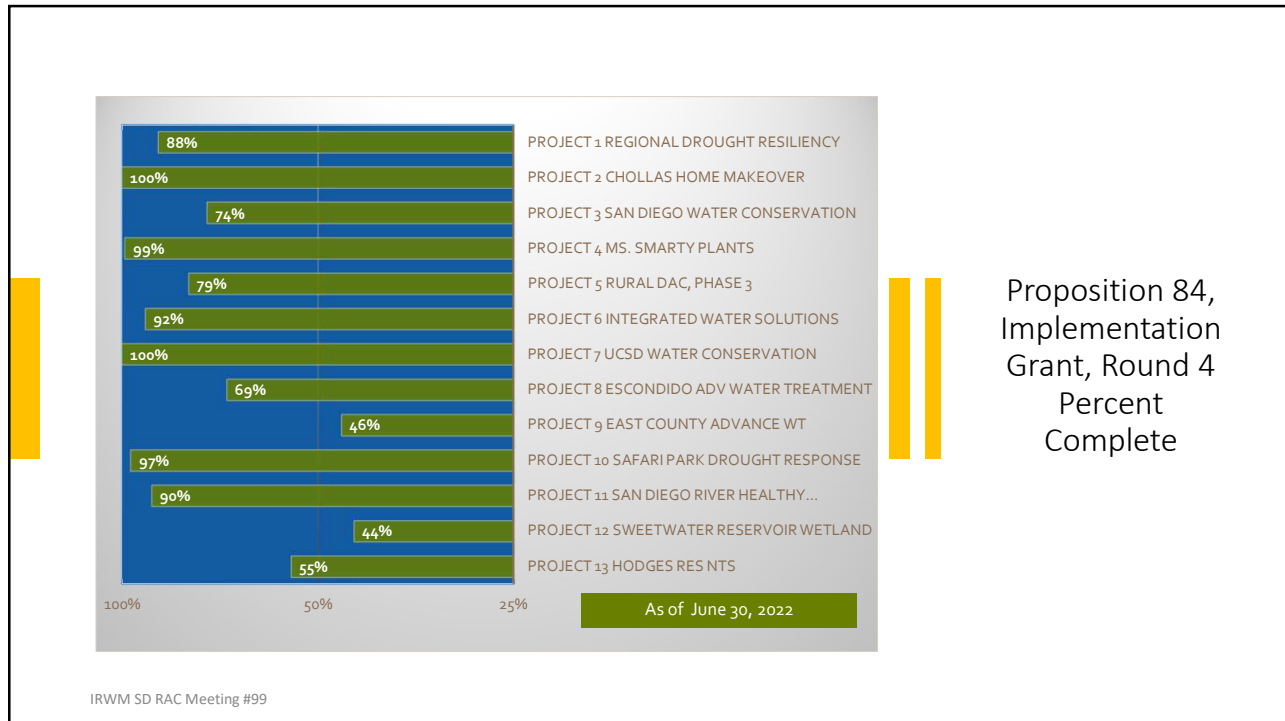 88% PROJECT 1 REGIONAL DROUGHT RESILIENCY
100% PROJECT 2 CHOLLAS HOME MAKEOVER
74% PROJECT 3 SAN DIEGO WATER CONSERVATION
99% PROJECT 4 MS. SMARTY PLANTS
79% PROJECT 5 RURAL DAC, PHASE 3
92% PROJECT 6 INTEGRATED WATER SOLUTIONS
100% PROJECT 7 UCSD WATER CONSERVATION
69% PROJECT 8 ESCONDIDO ADV WATER TREATMENT
46% PROJECT 9 EAST COUNTY ADVANCE WT
97% PROJECT 10 SAFARI PARK DROUGHT RESPONSE
90% PROJECT 11 SAN DIEGO RIVER HEALTHY...
44% PROJECT 12 SWEETWATER RESERVOIR WETLAND
55% PROJECT 13 HODGES RES NTS
100% 50% 25%
As of June 30, 2022
Proposition 84,
Implementation
Grant, Round 4
Percent
Complete
IRWM SD RAC Meeting #99